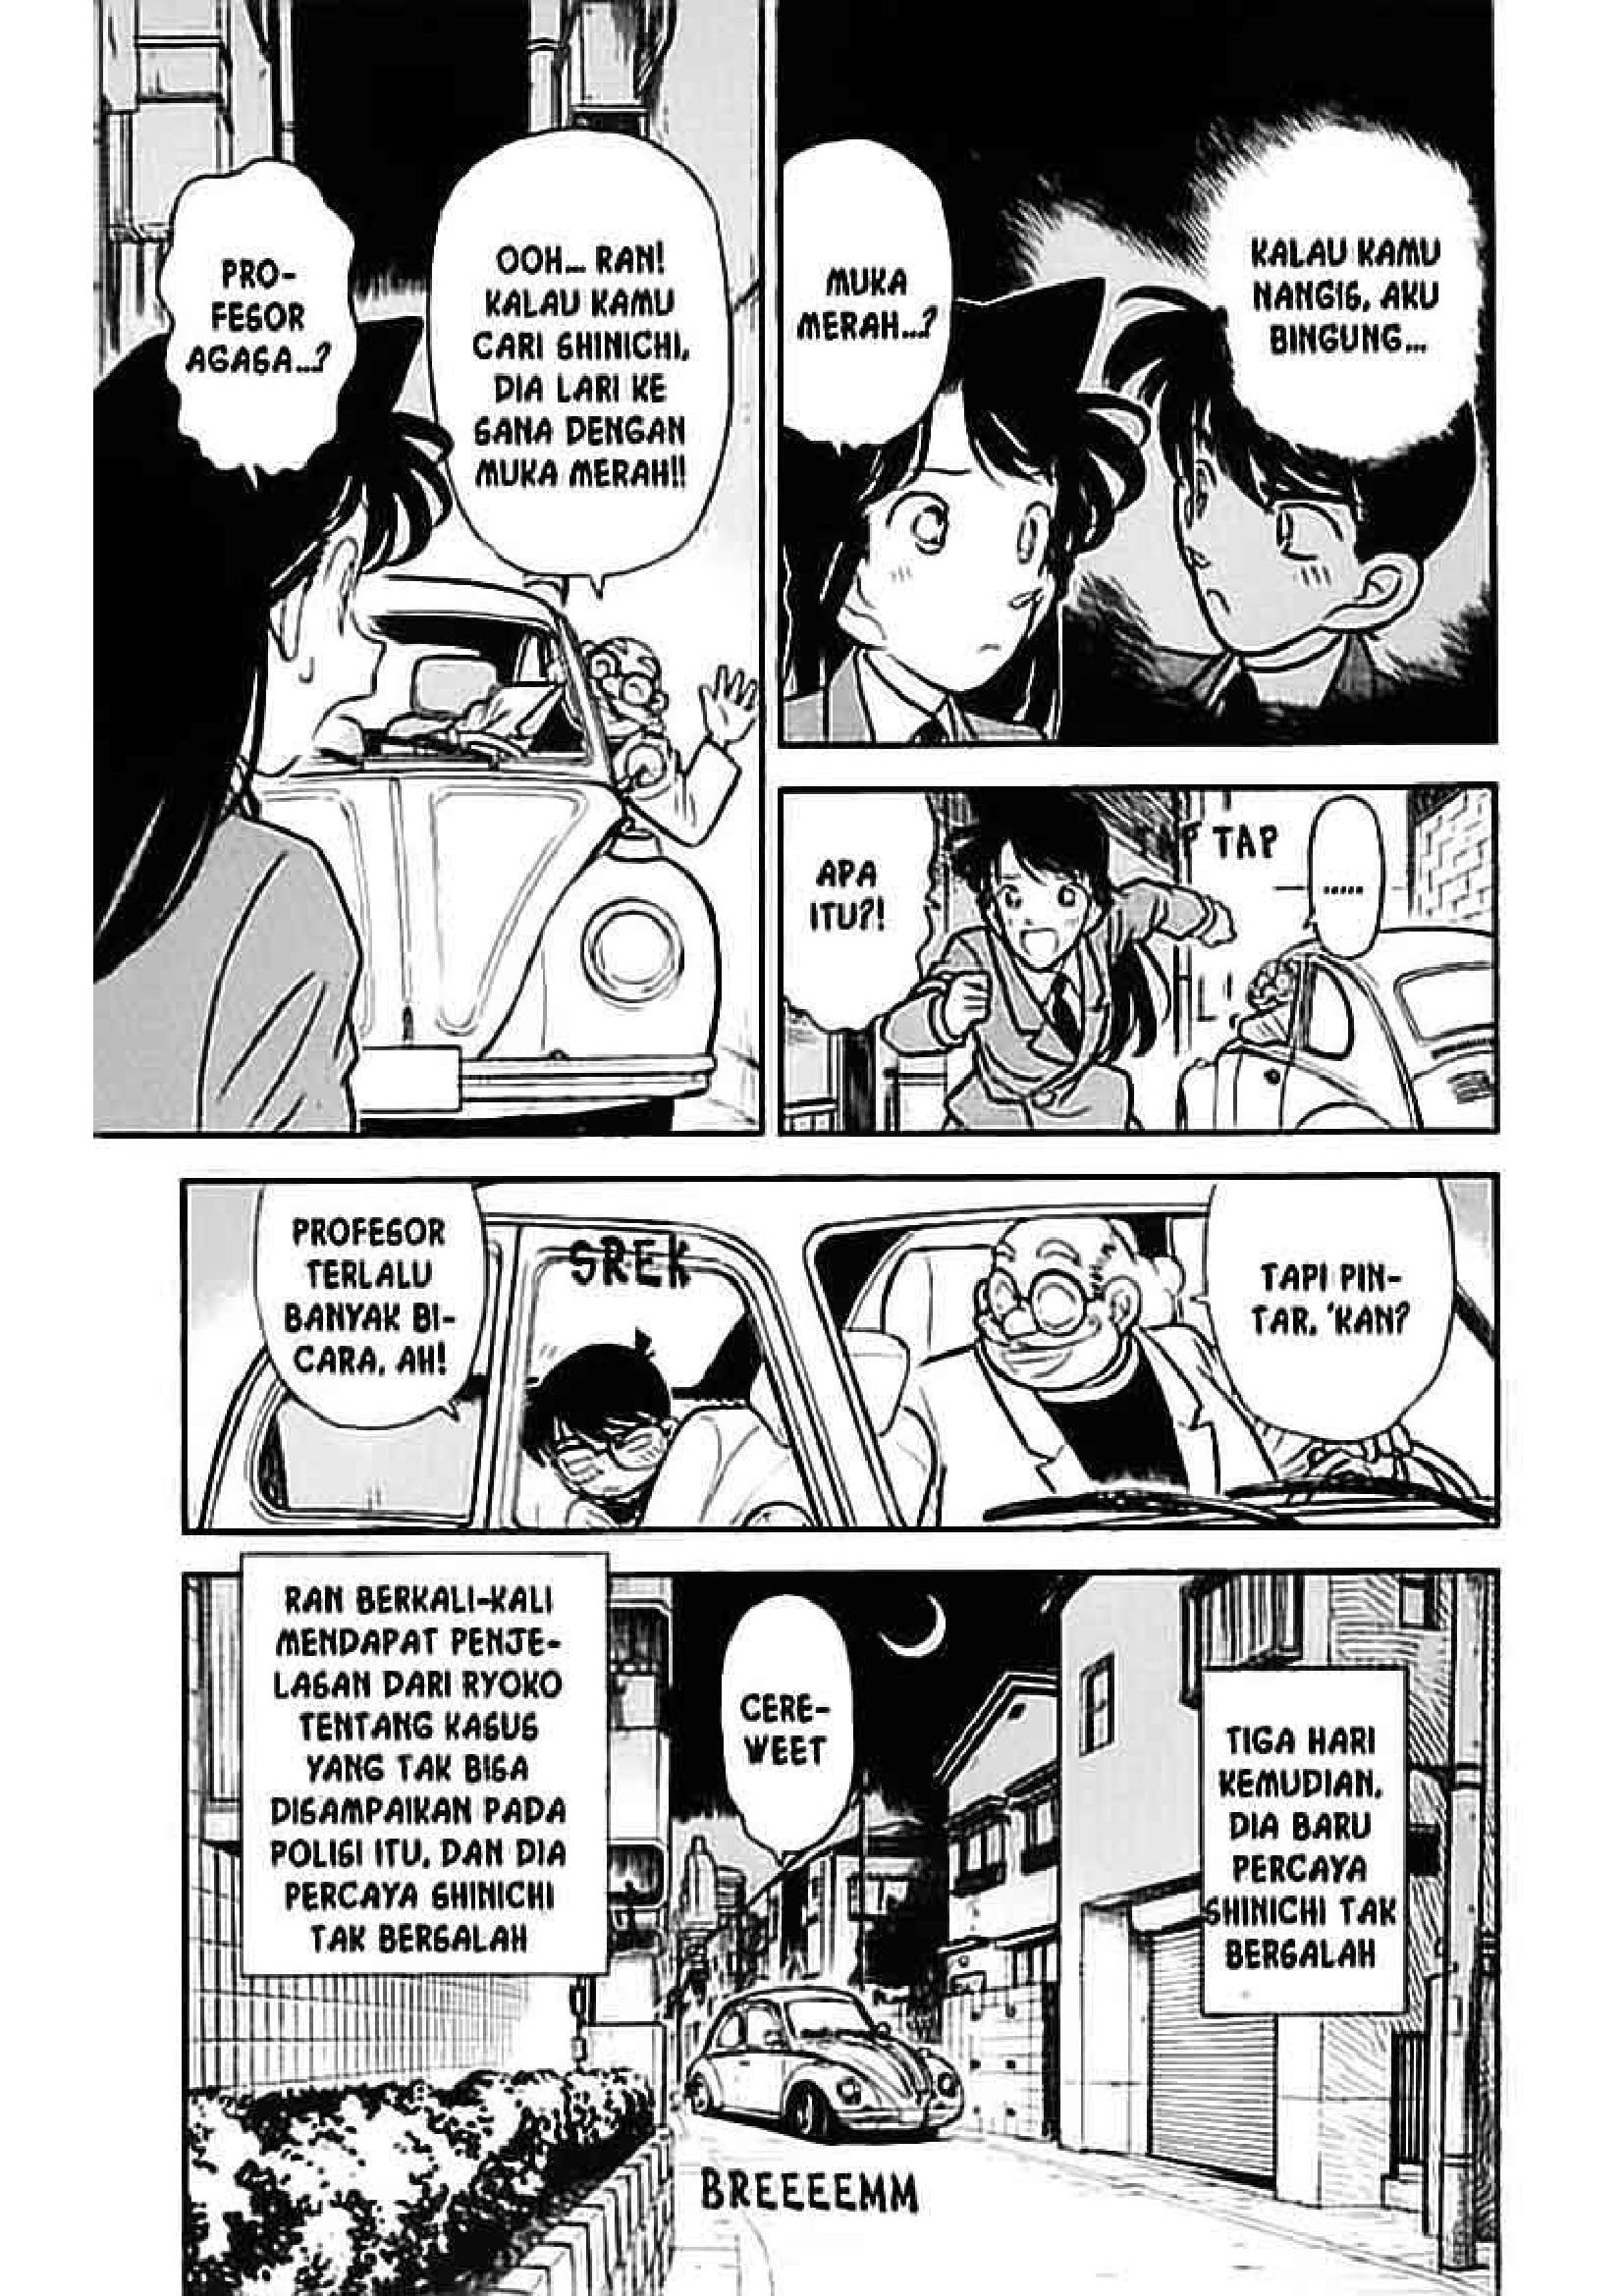 KALAU KAMU
NANGIS, AKU
BINGUNG...
MUKA
MERAH...?
OOH... RAN!
KALAU KAMU
CARI SHINICHI,
DIA LARI KE
SANA DENGAN
MUKA MERAH!!
PRO-
FESOR
AGASA...?
.....
TAP TAP
APA
ITU?!
TAPI PIN-
TAR, 'KAN?
SREK
PROFESOR
TERLALU
BANYAK BI-
CARA, AH!
TIGA HARI
KEMUDIAN,
DIA BARU
PERCAYA
SHINICHI TAK
BERSALAH
CERE-
WEET
RAN BERKALI-KALI
MENDAPAT PENJE-
LASAN DARI RYOKO
TENTANG KASUS
YANG TAK BISA
DISAMPAIKAN PADA
POLISI ITU, DAN DIA
PERCAYA SHINICHI
TAK BERSALAH
BREEEEMM